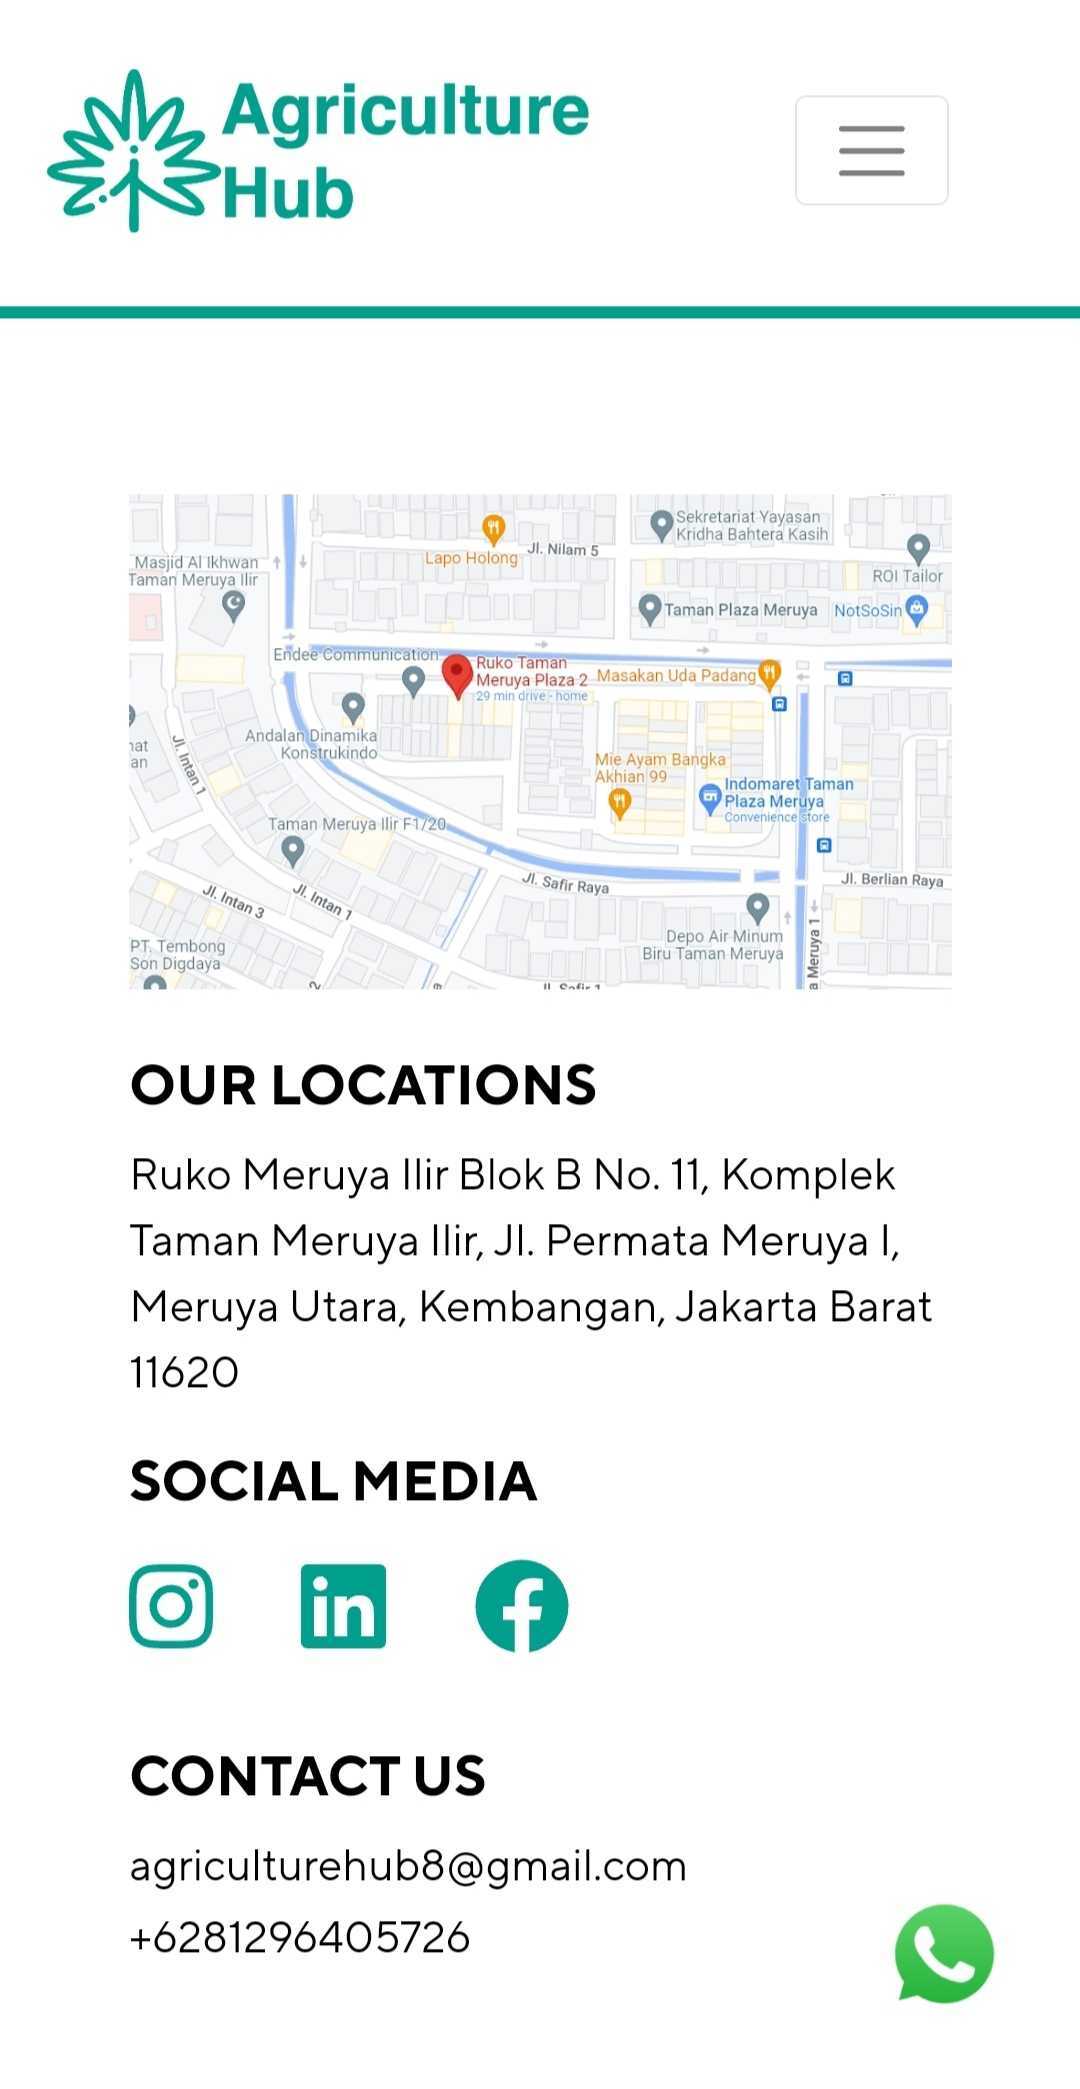 Agriculture
Hub
Sekretariat Yayasan
Kridha Bahtera Kasih
Lapo Holong
Jl. Nilam 5
Masjid Al Ikhwan
Taman Meruya Ilir
ROI Tailor
Taman Plaza Meruya
NotSoSin
Endee Communication
Ruko Taman
Meruya Plaza 2
29 min drive - home
Masakan Uda Padang
Andalan Dinamika
Konstrukindo
Jl. Intan 1
Mie Ayam Bangka
Akhian 99
Indomaret Taman
Plaza Meruya
Convenience store
Taman Meruya Ilir F1/20
Jl. Safir Raya
Jl. Berlian Raya
Jl. Intan 3
Jl. Intan 1
Depo Air Minum
Biru Taman Meruya
PT. Tembong
Son Digdaya
a Meruya 1
OUR LOCATIONS
Ruko Meruya Ilir Blok B No. 11, Komplek
Taman Meruya Ilir, Jl. Permata Meruya I,
Meruya Utara, Kembangan, Jakarta Barat
11620
SOCIAL MEDIA
in
CONTACT US
agriculturehub8@gmail.com
+6281296405726